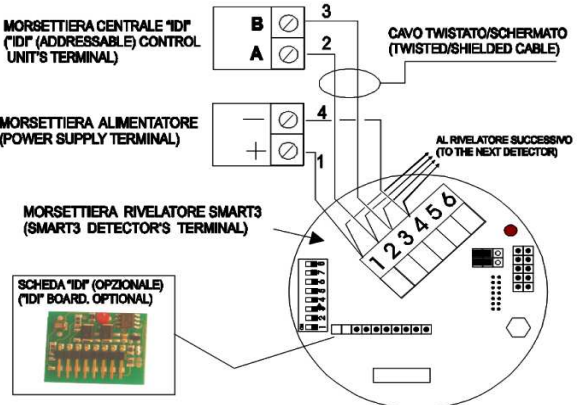 MORSETTIERA CENTRALE "IDI"
("IDI" (ADDRESSABLE) CONTROL
UNIT'S TERMINAL)
B
3
A
2
CAVO TWISTATO/SCHERMATO
(TWISTED/SHIELDED CABLE)
MORSETTIERA ALIMENTATORE
(POWER SUPPLY TERMINAL)
—
4
+
1
AL RIVELATORE SUCCESSIVO
(TO THE NEXT DETECTOR)
MORSETTIERA RIVELATORE SMART3
(SMART3 DETECTOR'S TERMINAL)
1 2 3 4 5 6
SCHEDA "IDI" (OPZIONALE)
("IDI" BOARD. OPTIONAL)